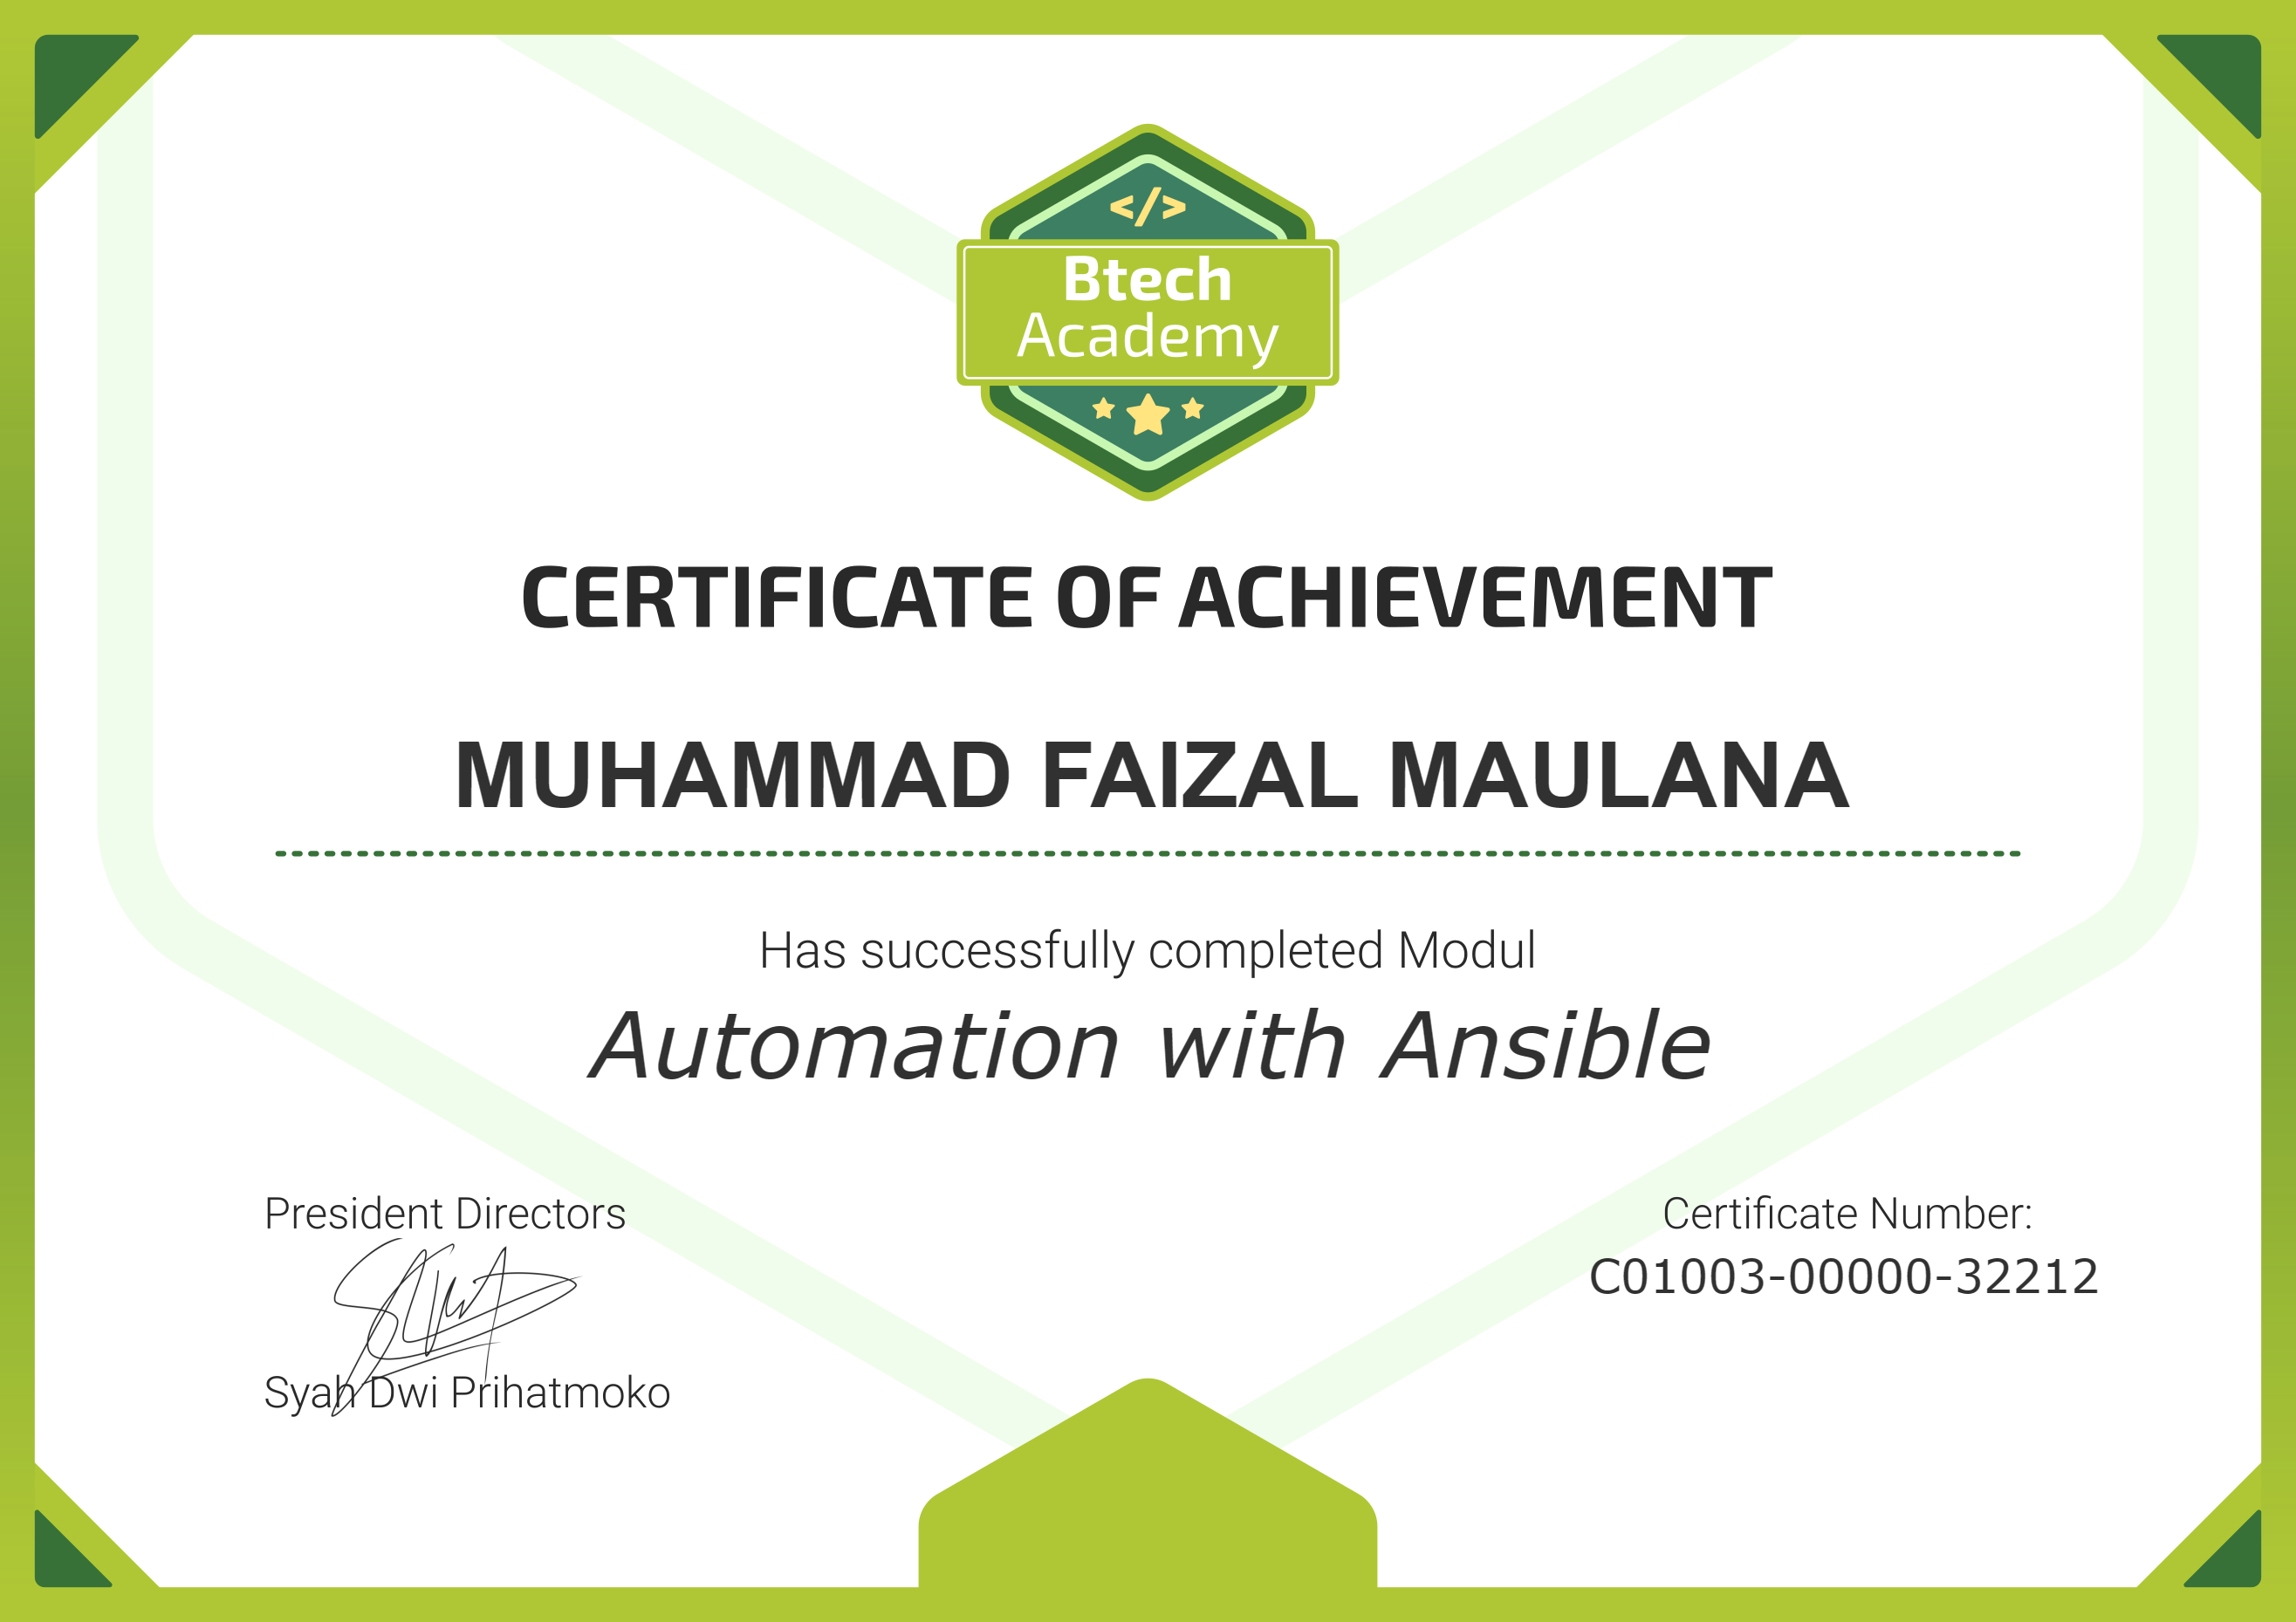 </>
Btech
Academy
CERTIFICATE OF ACHIEVEMENT
MUHAMMAD FAIZAL MAULANA
Has successfully completed Modul
Automation with Ansible
President Directors
Syah Dwi Prihatmoko
Certificate Number:
C01003-00000-32212